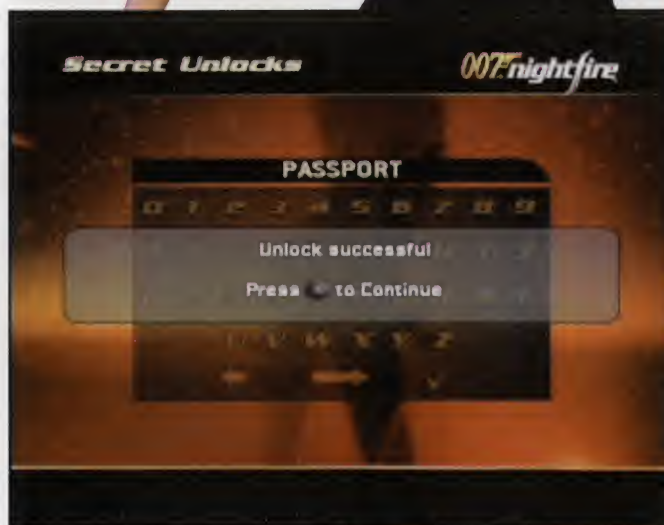 Secret Unlocks
007 nightfire
PASSPORT
0 1 2 3 4 5 6 7 8 9
Unlock successful
Press to Continue
U V W X Y Z